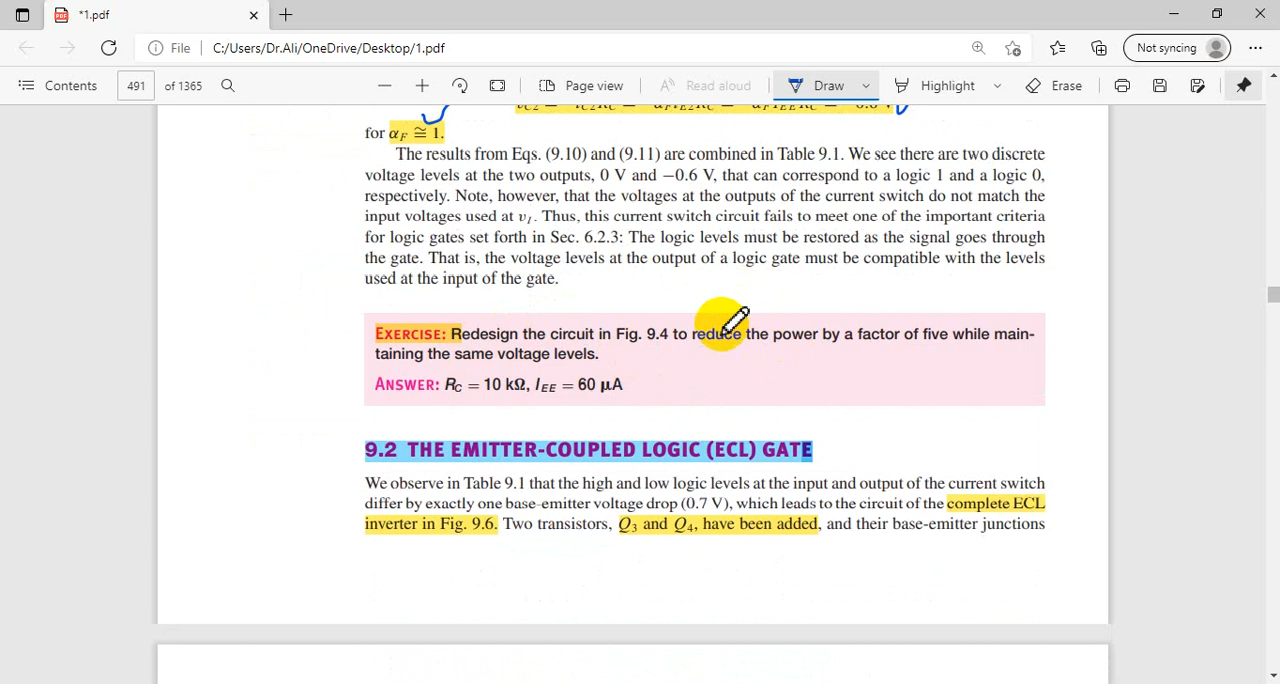 *1.pdf
File C:/Users/Dr.Ali/OneDrive/Desktop/1.pdf Not syncing
Contents 491 of 1365 Page view Read aloud Draw Highlight Erase
for αF ≅ 1.
The results from Eqs. (9.10) and (9.11) are combined in Table 9.1. We see there are two discrete
voltage levels at the two outputs, 0 V and −0.6 V, that can correspond to a logic 1 and a logic 0,
respectively. Note, however, that the voltages at the outputs of the current switch do not match the
input voltages used at vI. Thus, this current switch circuit fails to meet one of the important criteria
for logic gates set forth in Sec. 6.2.3: The logic levels must be restored as the signal goes through
the gate. That is, the voltage levels at the output of a logic gate must be compatible with the levels
used at the input of the gate.
EXERCISE: Redesign the circuit in Fig. 9.4 to reduce the power by a factor of five while main-
taining the same voltage levels.
ANSWER: RC = 10 kΩ, IEE = 60 μA
9.2 THE EMITTER-COUPLED LOGIC (ECL) GATE
We observe in Table 9.1 that the high and low logic levels at the input and output of the current switch
differ by exactly one base-emitter voltage drop (0.7 V), which leads to the circuit of the complete ECL
inverter in Fig. 9.6. Two transistors, Q3 and Q4, have been added, and their base-emitter junctions